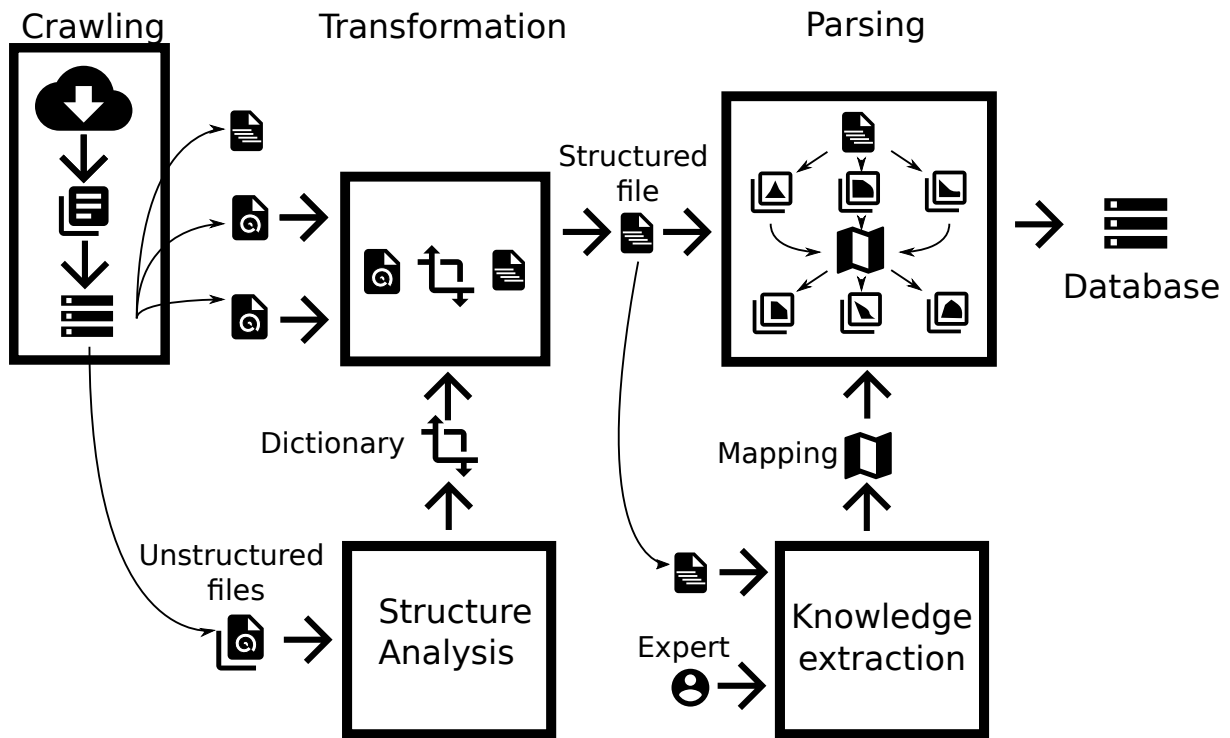 Crawling
Transformation
Parsing
Structured
file
Database
Dictionary
Mapping
Unstructured
files
Structure
Analysis
Knowledge
extraction
Expert